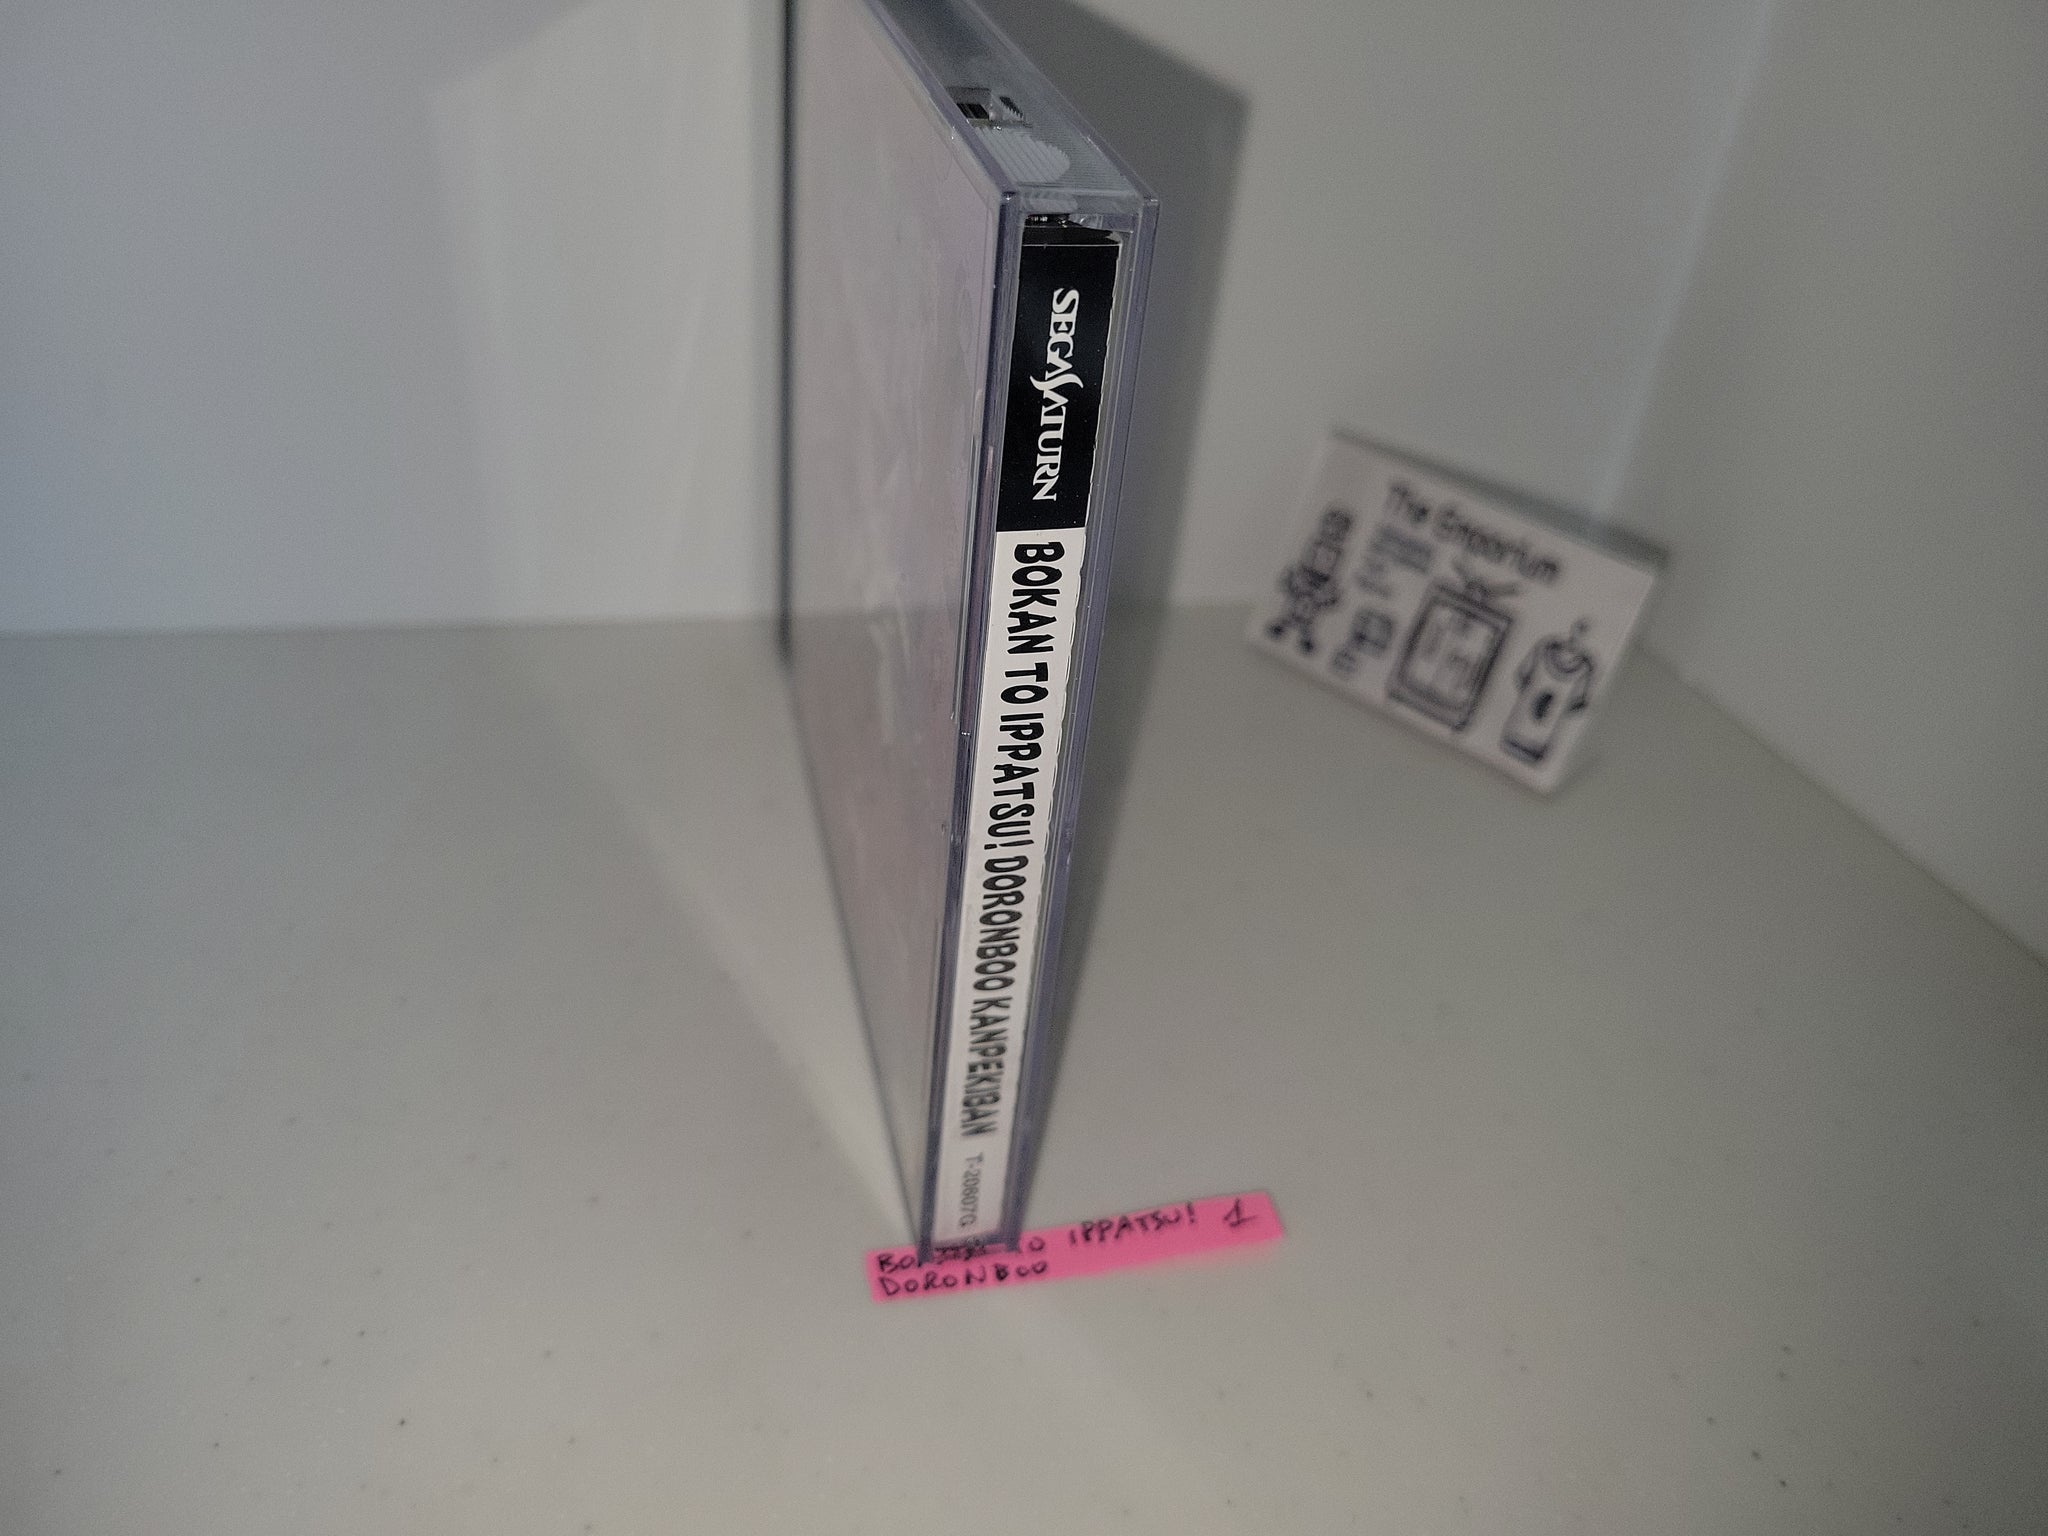 SEGA SATURN
BOKAN TO IPPATSU! DORONBOO KANPEKIBAN
T-20607G
The Emporium
IPPATSU! 1
DORONBOO